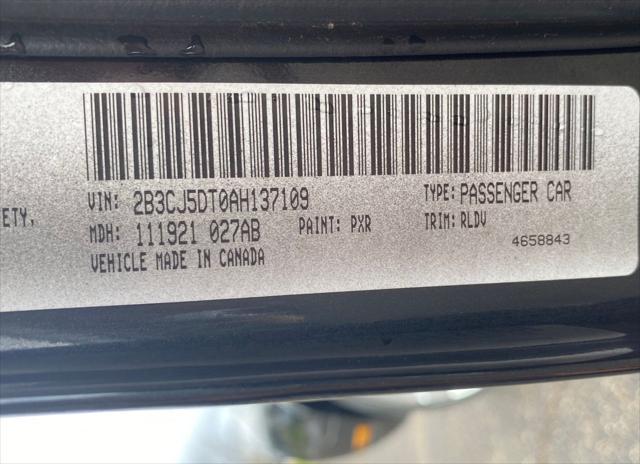 VIN: 2B3CJ5DT0AH137109 TYPE: PASSENGER CAR
ETY, MDH: 111921 027AB PAINT: PXR TRIM: RLDV
VEHICLE MADE IN CANADA 4658843